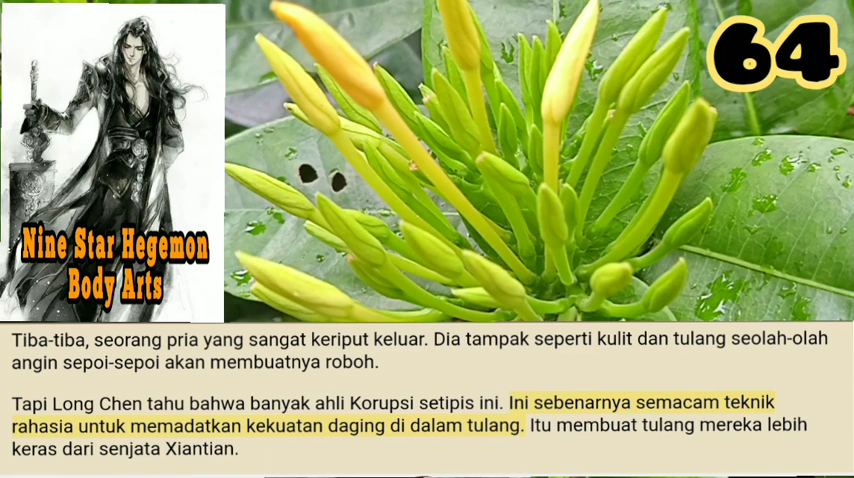 64
Nine Star Hegemon
Body Arts
Tiba-tiba, seorang pria yang sangat keriput keluar. Dia tampak seperti kulit dan tulang seolah-olah
angin sepoi-sepoi akan membuatnya roboh.
Tapi Long Chen tahu bahwa banyak ahli Korupsi setipis ini. Ini sebenarnya semacam teknik
rahasia untuk memadatkan kekuatan daging di dalam tulang. Itu membuat tulang mereka lebih
keras dari senjata Xiantian.